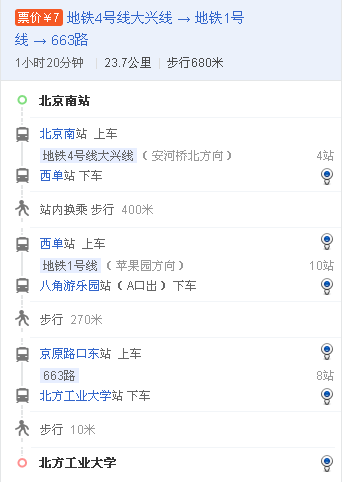 票价¥7 地铁4号线大兴线 → 地铁1号
线 → 663路
1小时20分钟 | 23.7公里 | 步行680米
北京南站
北京南站 上车
地铁4号线大兴线 （安河桥北方向） 4站
西单站 下车
站内换乘 步行 400米
西单站 上车
地铁1号线 （苹果园方向） 10站
八角游乐园站（A口出）下车
步行 270米
京原路口东站 上车
663路 8站
北方工业大学站 下车
步行 10米
北方工业大学